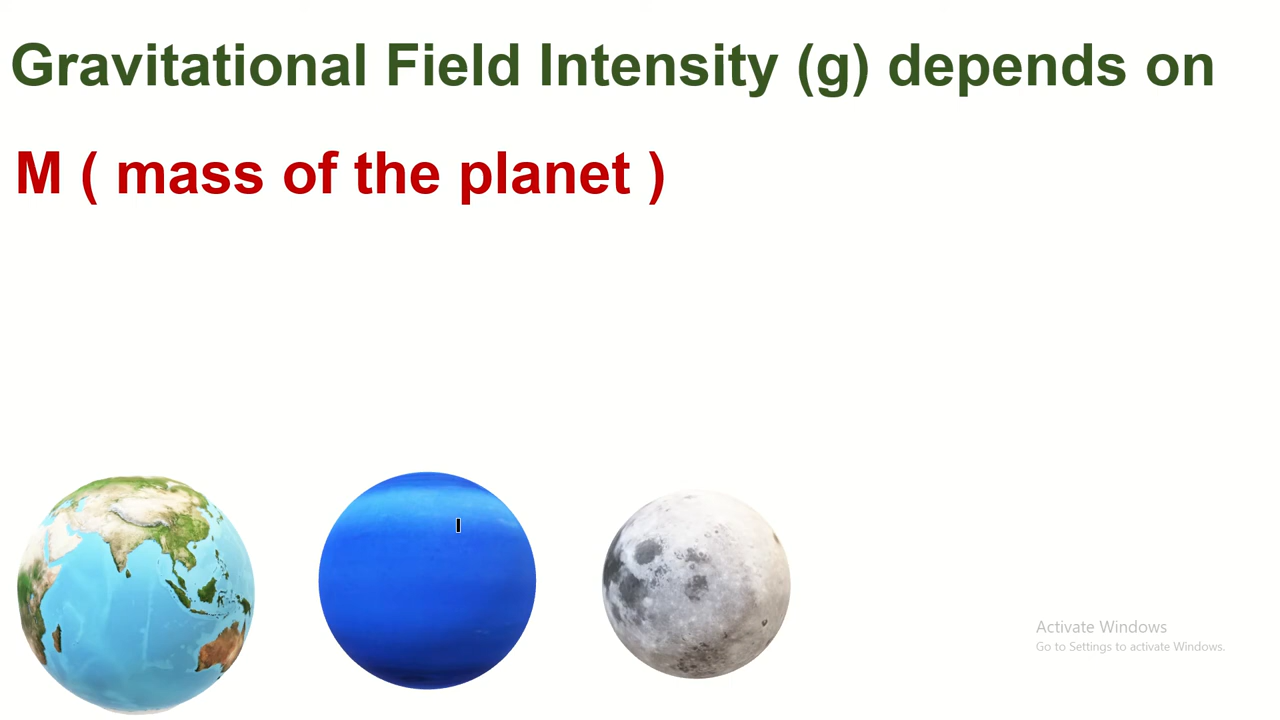 Gravitational Field Intensity (g) depends on
M ( mass of the planet )
Activate Windows
Go to Settings to activate Windows.